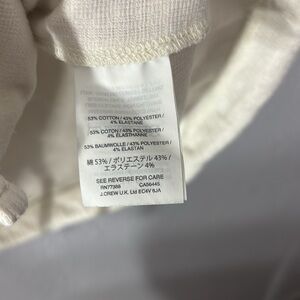 53% COTTON / 43% POLYESTER /
4% ELASTANE
53% COTON / 43% POLYESTER /
4% ELASTHANNE
53% BAUMWOLLE / 43% POLYESTER /
4% ELASTAN
綿 53% / ポリエステル 43% /
エラステーン 4%
SEE REVERSE FOR CARE
RN77388 CA56445
J.CREW U.K. Ltd EC4V 6JA